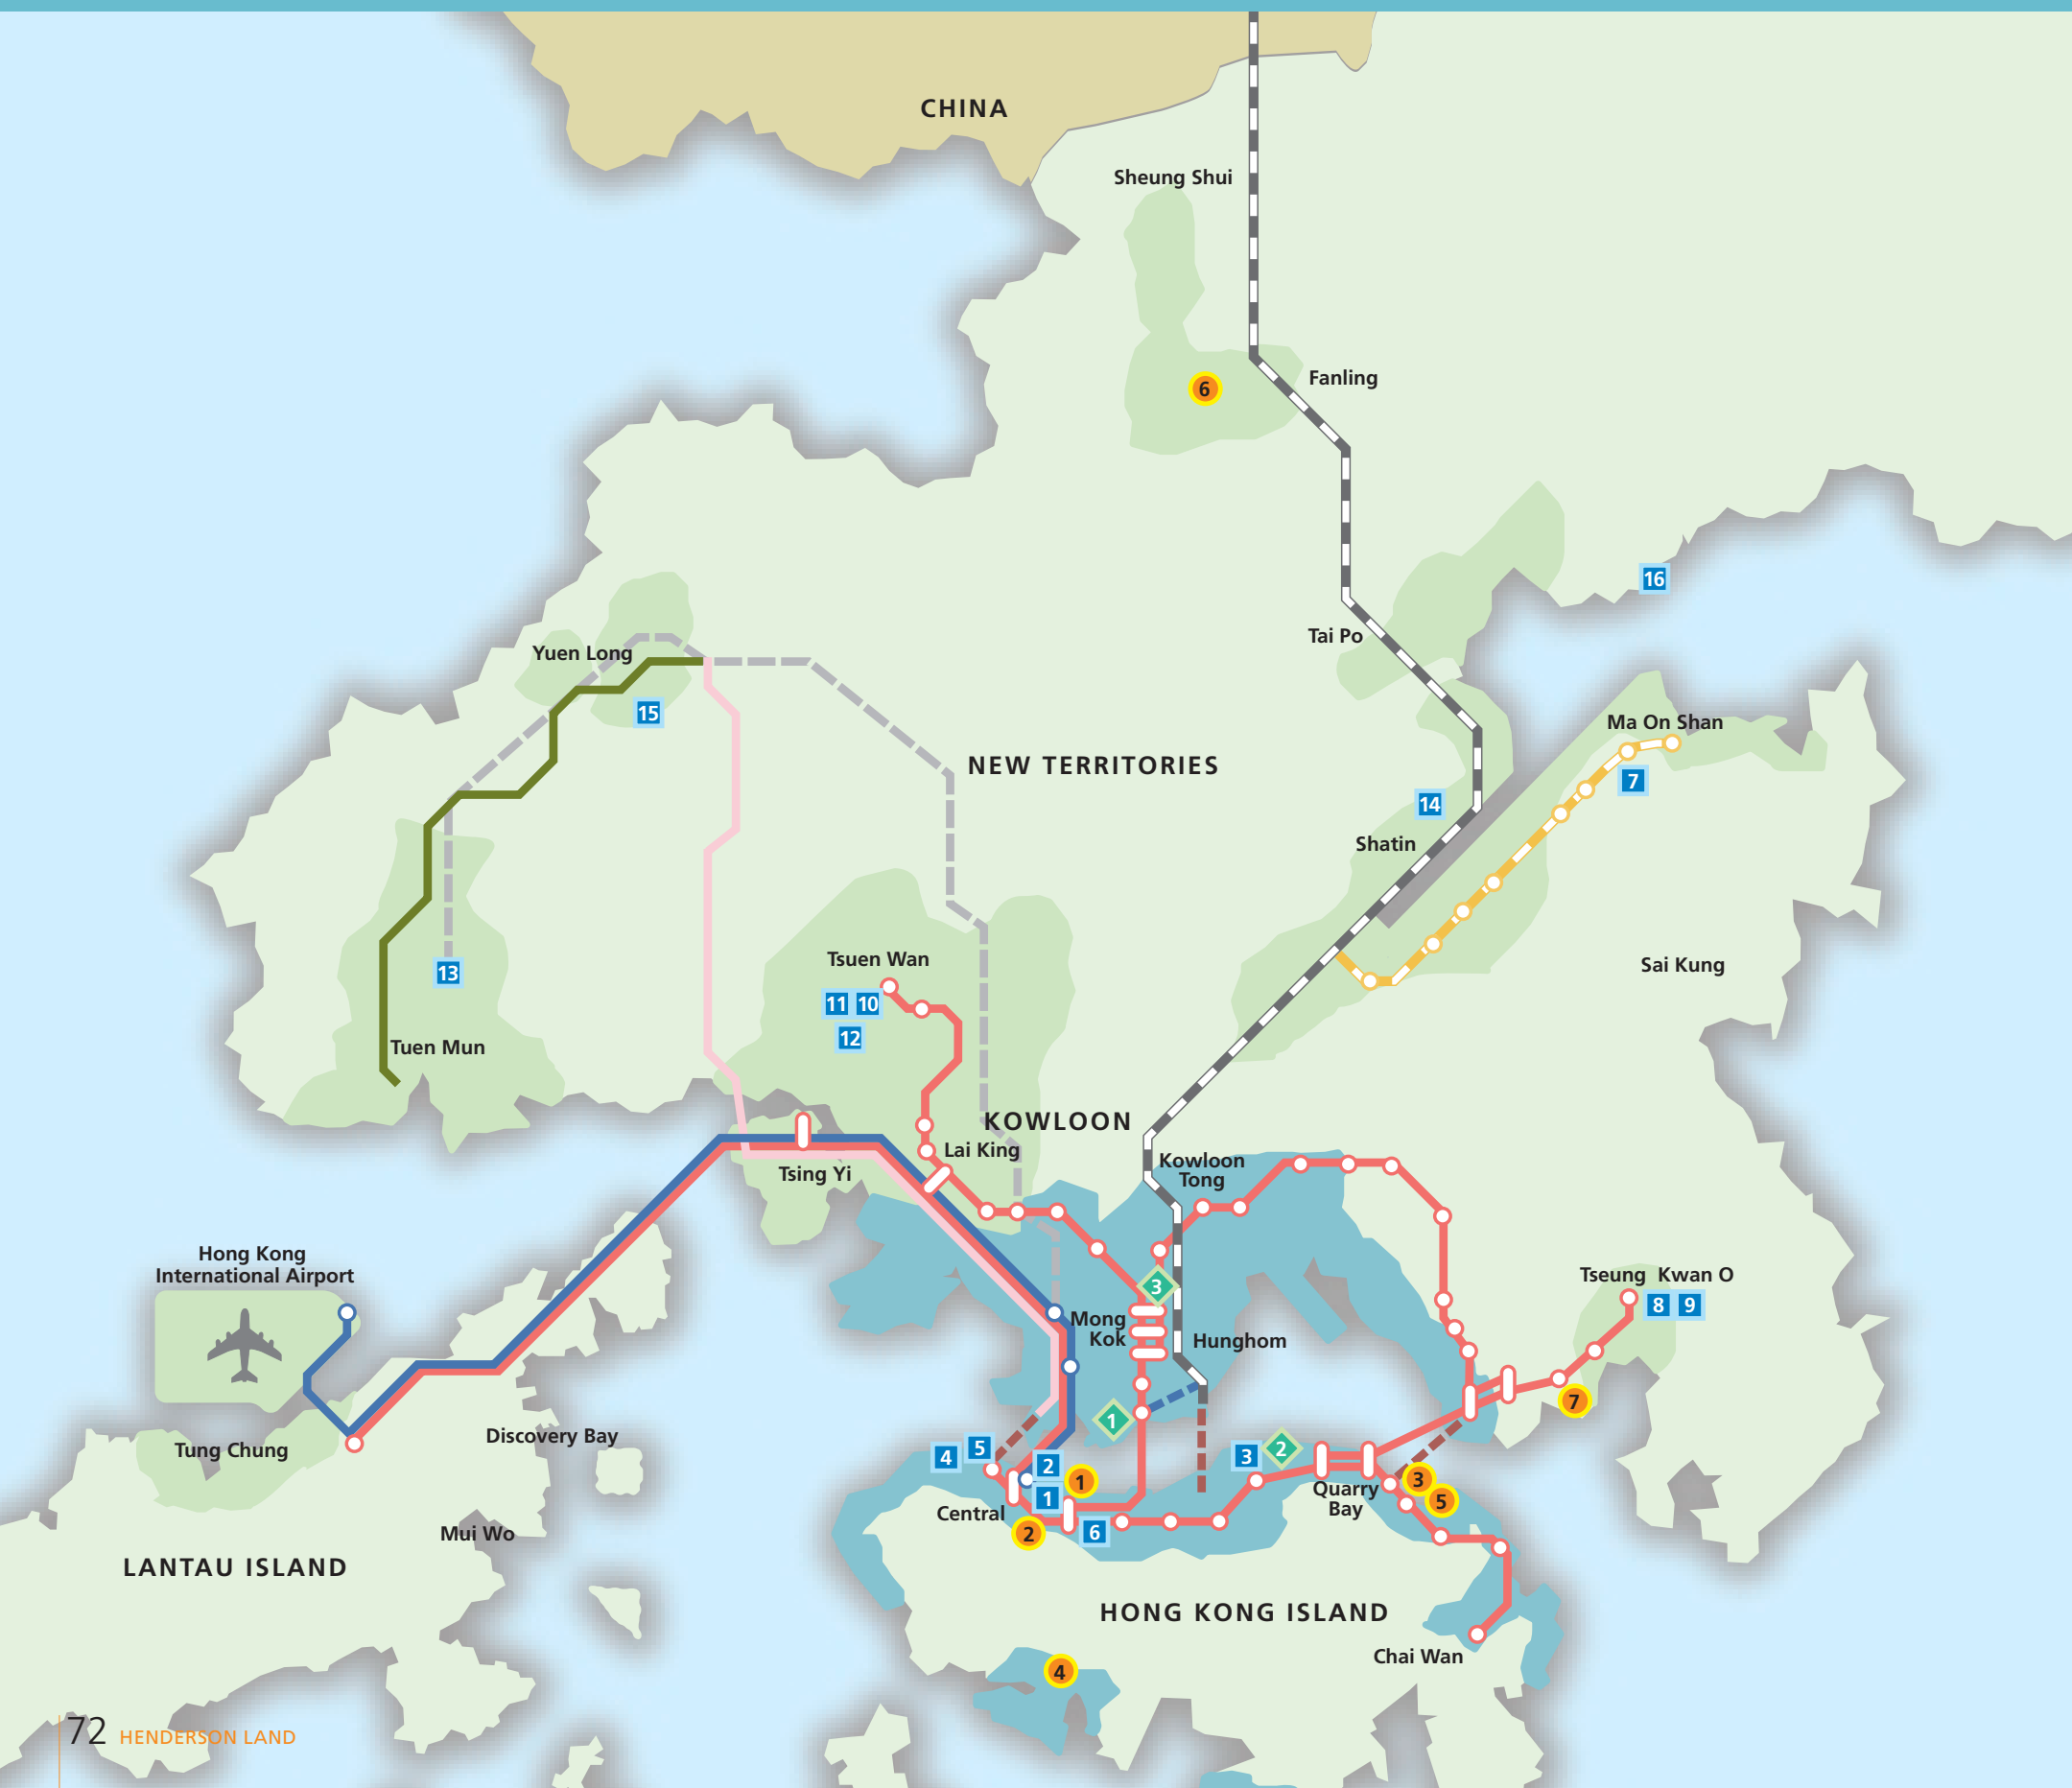 CHINA
Sheung Shui
6
Fanling
16
Tai Po
Yuen Long
15
Ma On Shan
7
NEW TERRITORIES
14
Shatin
Tsuen Wan
Sai Kung
13
11 10
12
Tuen Mun
KOWLOON
Lai King
Kowloon
Tong
Tsing Yi
Hong Kong
International Airport
3
Tseung Kwan O
8 9
Mong
Kok
Hunghom
7
1
Discovery Bay
Tung Chung
5
4
2
1
3
2
3
5
1
Quarry
Bay
Central
2
6
Mui Wo
LANTAU ISLAND
HONG KONG ISLAND
Chai Wan
4
72 HENDERSON LAND